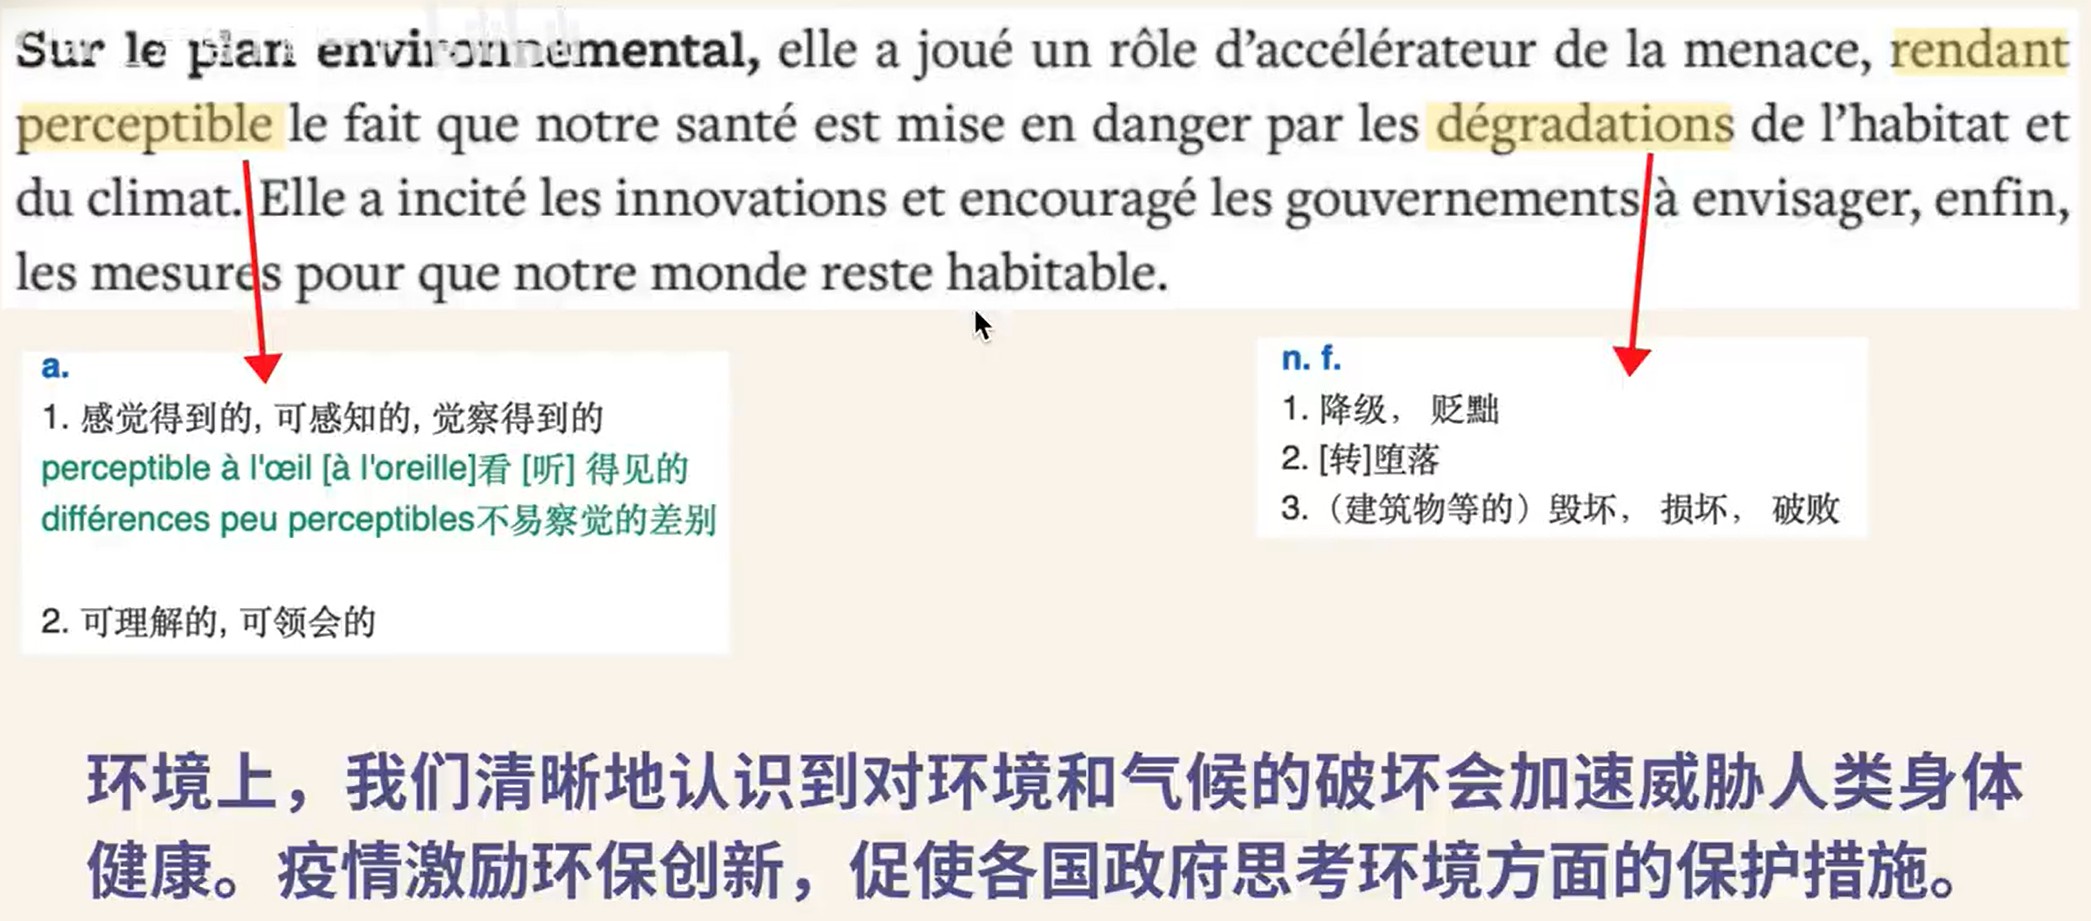 Sur le plan environnemental, elle a joué un rôle d'accélérateur de la menace, rendant
perceptible le fait que notre santé est mise en danger par les dégradations de l'habitat et
du climat. Elle a incité les innovations et encouragé les gouvernements à envisager, enfin,
les mesures pour que notre monde reste habitable.
a.
1. 感觉得到的, 可感知的, 觉察得到的
perceptible à l'œil [à l'oreille]看 [听] 得见的
différences peu perceptibles不易察觉的差别
2. 可理解的, 可领会的
n. f.
1. 降级， 贬黜
2. [转]堕落
3.（建筑物等的）毁坏， 损坏， 破败
环境上，我们清晰地认识到对环境和气候的破坏会加速威胁人类身体
健康。疫情激励环保创新，促使各国政府思考环境方面的保护措施。